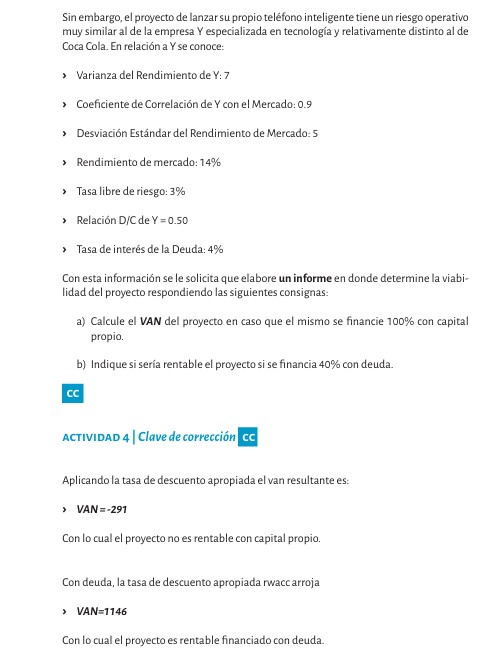 Sin embargo, el proyecto de lanzar su propio teléfono inteligente tiene un riesgo operativo
muy similar al de la empresa Y especializada en tecnología y relativamente distinto al de
Coca Cola. En relación a Y se conoce:
› Varianza del Rendimiento de Y: 7
› Coeficiente de Correlación de Y con el Mercado: 0.9
› Desviación Estándar del Rendimiento de Mercado: 5
› Rendimiento de mercado: 14%
› Tasa libre de riesgo: 3%
› Relación D/C de Y = 0.50
› Tasa de interés de la Deuda: 4%
Con esta información se le solicita que elabore un informe en donde determine la viabi-
lidad del proyecto respondiendo las siguientes consignas:
a) Calcule el VAN del proyecto en caso que el mismo se financie 100% con capital
propio.
b) Indique si sería rentable el proyecto si se financia 40% con deuda.
CC
ACTIVIDAD 4 | Clave de corrección CC
Aplicando la tasa de descuento apropiada el van resultante es:
› VAN = -291
Con lo cual el proyecto no es rentable con capital propio.
Con deuda, la tasa de descuento apropiada rwacc arroja
› VAN=1146
Con lo cual el proyecto es rentable financiado con deuda.